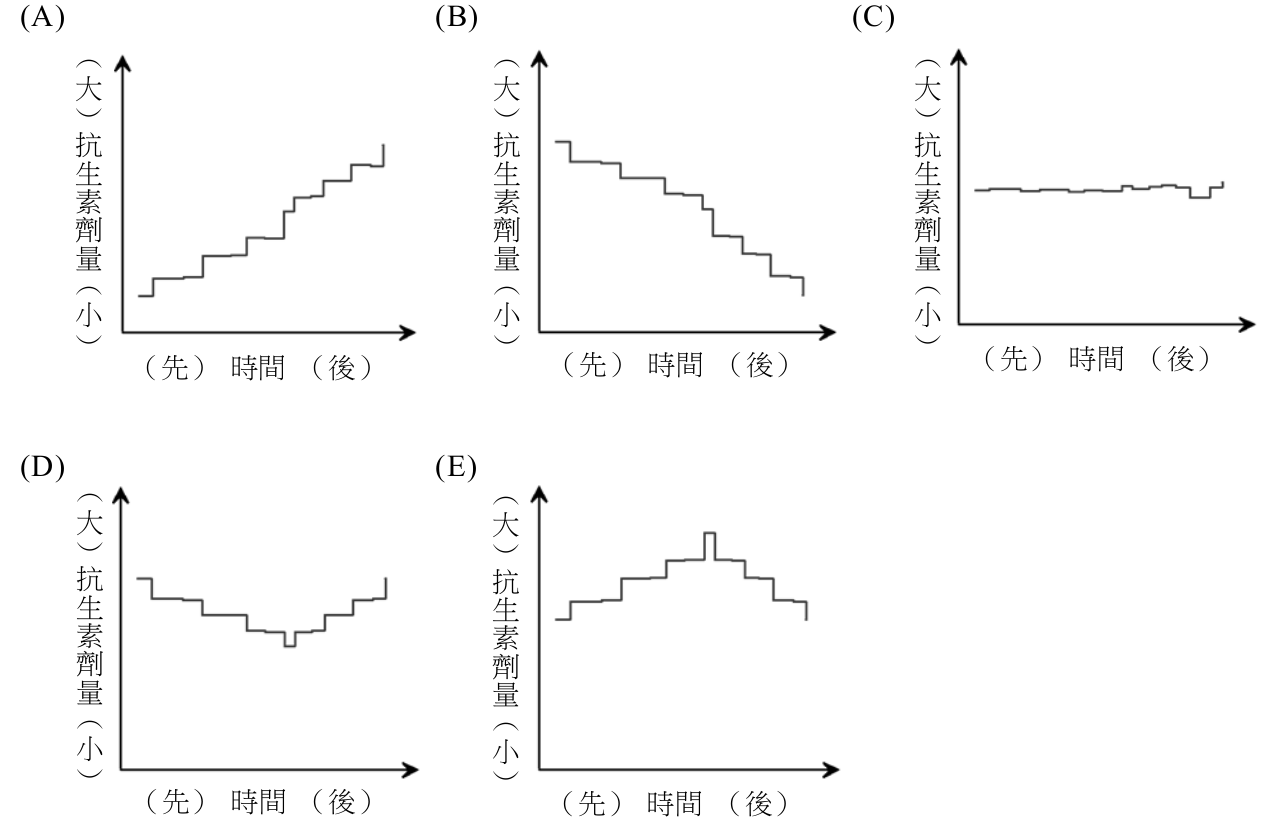 (A)
(B)
(C)
（大）抗生素劑量（小）
（大）抗生素劑量（小）
（大）抗生素劑量（小）
（先） 時間 （後）
（先） 時間 （後）
（先） 時間 （後）
(D)
(E)
（大）抗生素劑量（小）
（大）抗生素劑量（小）
（先） 時間 （後）
（先） 時間 （後）